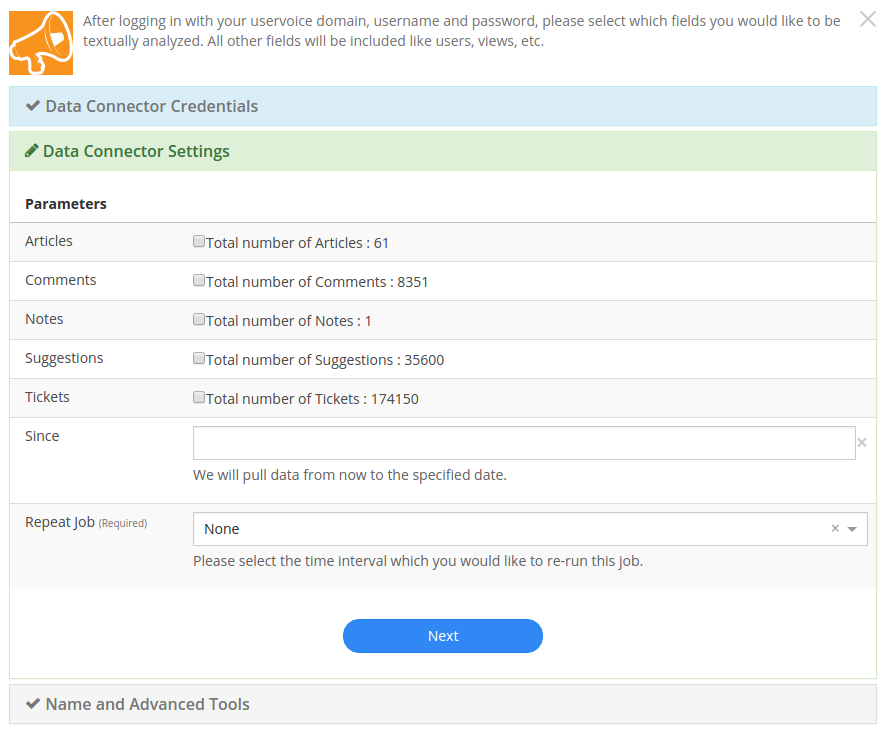 After logging in with your uservoice domain, username and password, please select which fields you would like to be
textually analyzed. All other fields will be included like users, views, etc.
Data Connector Credentials
Data Connector Settings
Parameters
Articles Total number of Articles : 61
Comments Total number of Comments : 8351
Notes Total number of Notes : 1
Suggestions Total number of Suggestions : 35600
Tickets Total number of Tickets : 174150
Since
We will pull data from now to the specified date.
Repeat Job (Required) None
Please select the time interval which you would like to re-run this job.
Next
Name and Advanced Tools